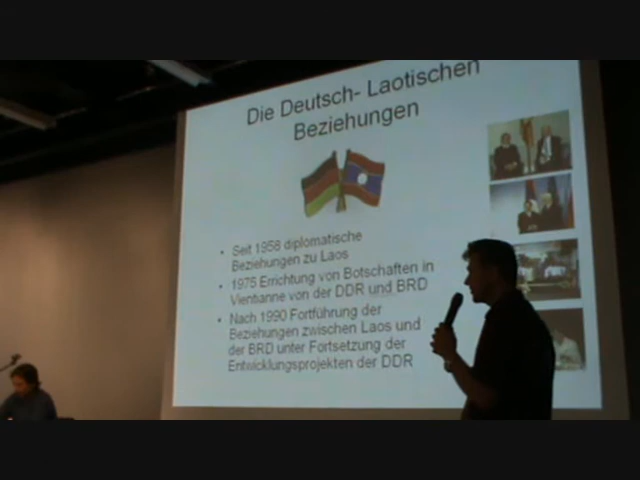 Die Deutsch- Laotischen
Beziehungen
• Seit 1958 diplomatische
Beziehungen zu Laos
• 1975 Errichtung von Botschaften in
Vientianne von der DDR und BRD
• Nach 1990 Fortführung der
Beziehungen zwischen Laos und
der BRD unter Fortsetzung der
Entwicklungsprojekten der DDR